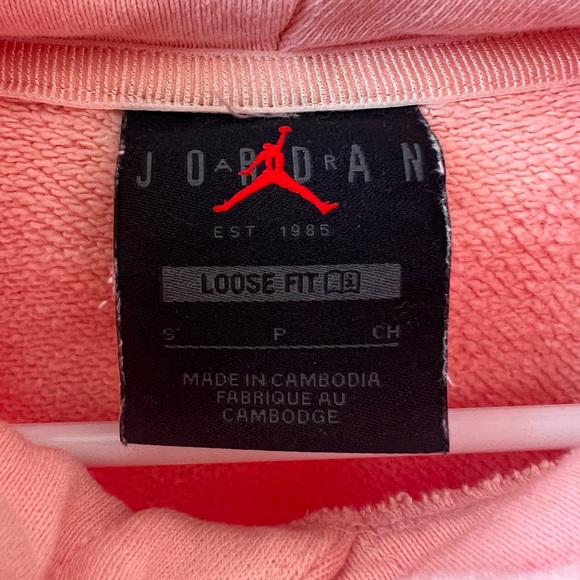 JORDAN
AIR
EST 1985
LOOSE FIT
S P CH
MADE IN CAMBODIA
FABRIQUE AU
CAMBODGE